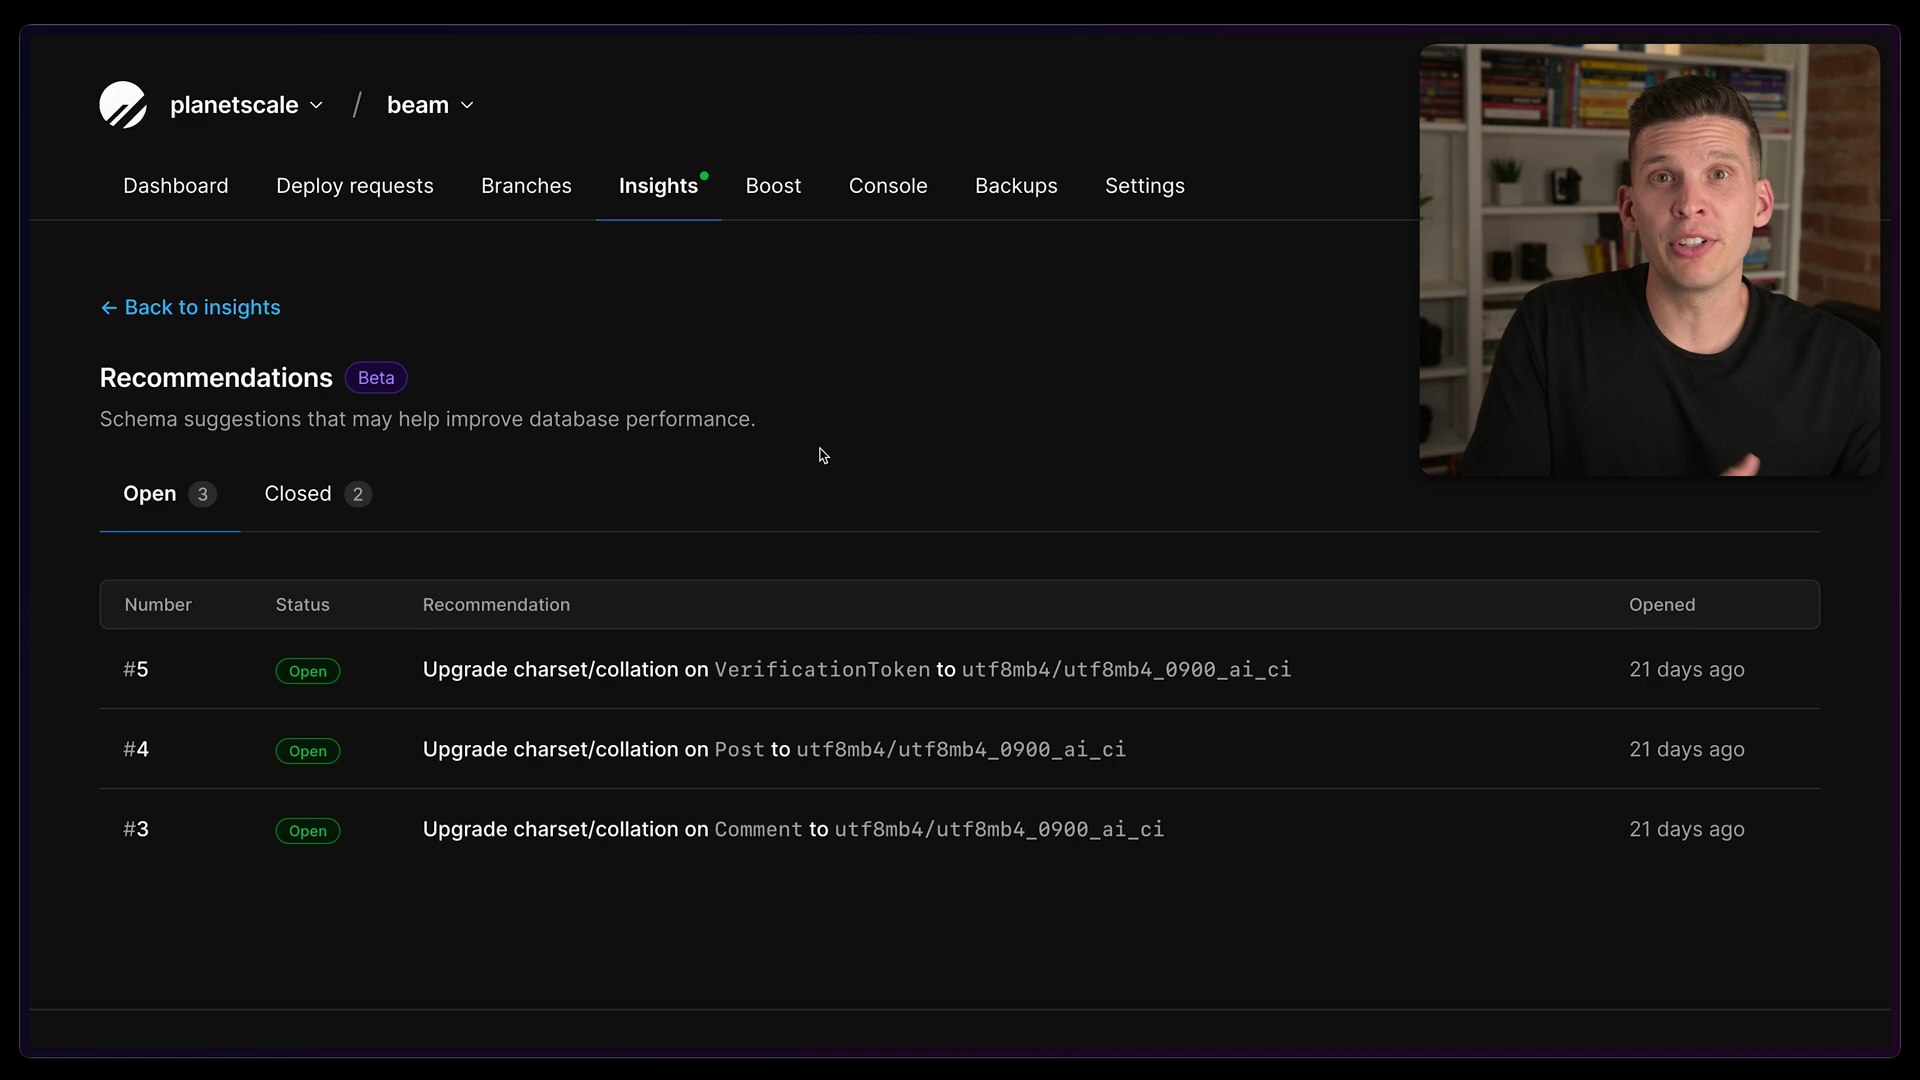 planetscale / beam
Dashboard Deploy requests Branches Insights Boost Console Backups Settings
← Back to insights
Recommendations Beta
Schema suggestions that may help improve database performance.
Open 3 Closed 2
Number Status Recommendation Opened
#5 Open Upgrade charset/collation on VerificationToken to utf8mb4/utf8mb4_0900_ai_ci 21 days ago
#4 Open Upgrade charset/collation on Post to utf8mb4/utf8mb4_0900_ai_ci 21 days ago
#3 Open Upgrade charset/collation on Comment to utf8mb4/utf8mb4_0900_ai_ci 21 days ago